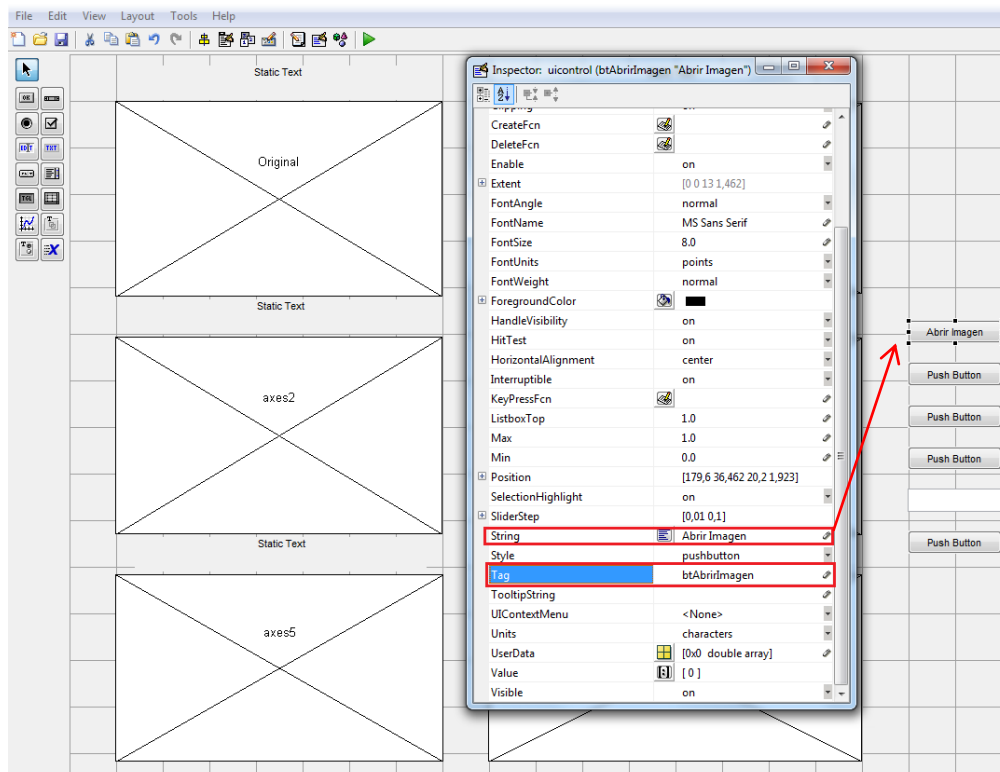 File Edit View Layout Tools Help
Static Text
Original
Static Text
axes2
Static Text
axes5
Inspector: uicontrol (btAbrirImagen "Abrir Imagen")
CreateFcn
DeleteFcn
Enable on
Extent [0 0 13 1,462]
FontAngle normal
FontName MS Sans Serif
FontSize 8.0
FontUnits points
FontWeight normal
ForegroundColor
HandleVisibility on
HitTest on
HorizontalAlignment center
Interruptible on
KeyPressFcn
ListboxTop 1.0
Max 1.0
Min 0.0
Position [179,6 36,462 20,2 1,923]
SelectionHighlight on
SliderStep [0,01 0,1]
String Abrir Imagen
Style pushbutton
Tag btAbrirImagen
TooltipString
UIContextMenu <None>
Units characters
UserData [0x0 double array]
Value [ 0 ]
Visible on
Abrir Imagen
Push Button
Push Button
Push Button
Push Button